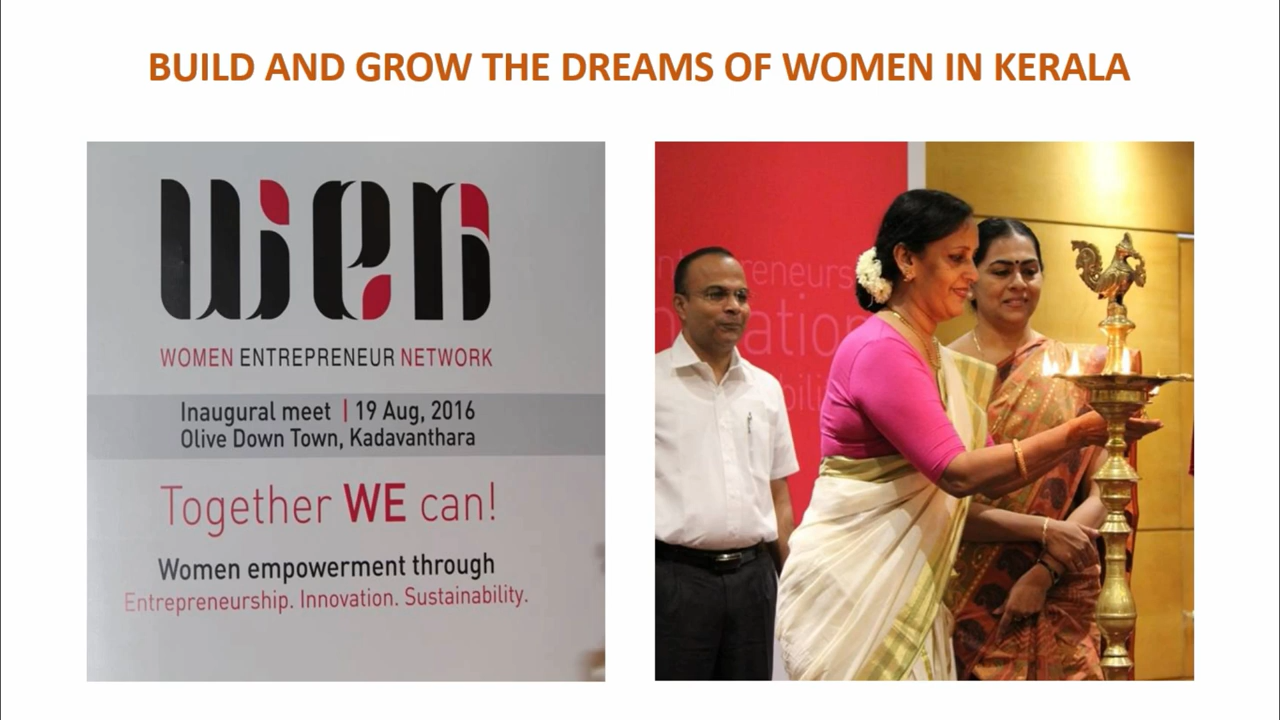 BUILD AND GROW THE DREAMS OF WOMEN IN KERALA
wen
WOMEN ENTREPRENEUR NETWORK
Inaugural meet | 19 Aug, 2016
Olive Down Town, Kadavanthara
Together WE can!
Women empowerment through
Entrepreneurship. Innovation. Sustainability.